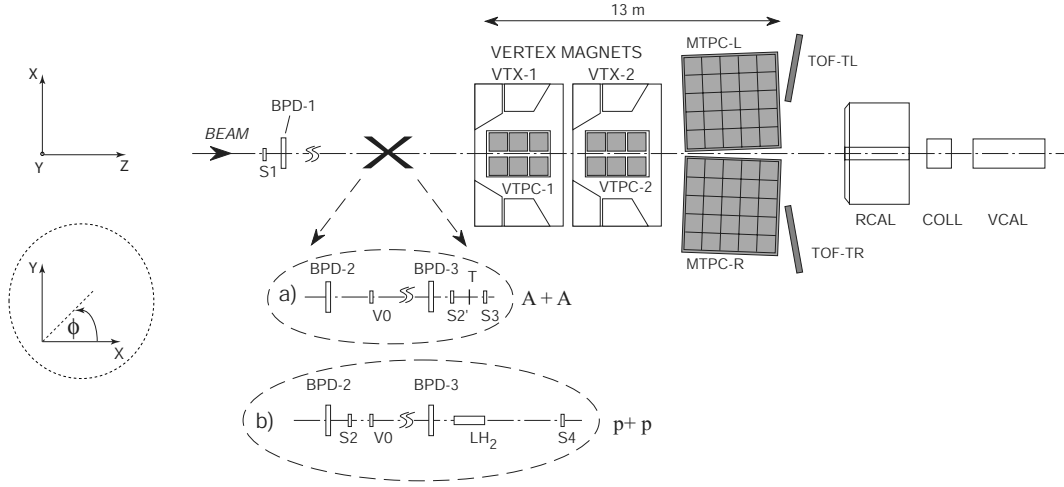 13 m
MTPC-L
VERTEX MAGNETS
TOF-TL
X
VTX-1
VTX-2
BPD-1
BEAM
Y
Z
S1
VTPC-1
VTPC-2
RCAL
COLL
VCAL
TOF-TR
MTPC-R
Y
BPD-2
BPD-3
T
a)
A + A
V0
S2'
S3
ϕ
X
BPD-2
BPD-3
b)
p+ p
S2
V0
LH2
S4